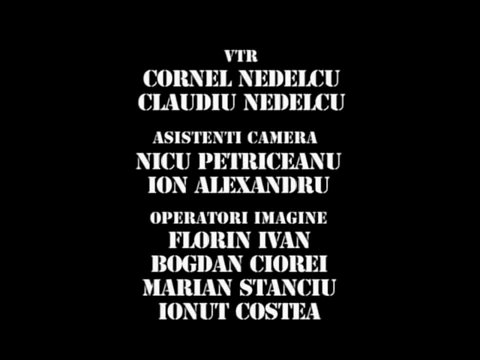 VTR
CORNEL NEDELCU
CLAUDIU NEDELCU
ASISTENTI CAMERA
NICU PETRICEANU
ION ALEXANDRU
OPERATORI IMAGINE
FLORIN IVAN
BOGDAN CIOREI
MARIAN STANCIU
IONUT COSTEA